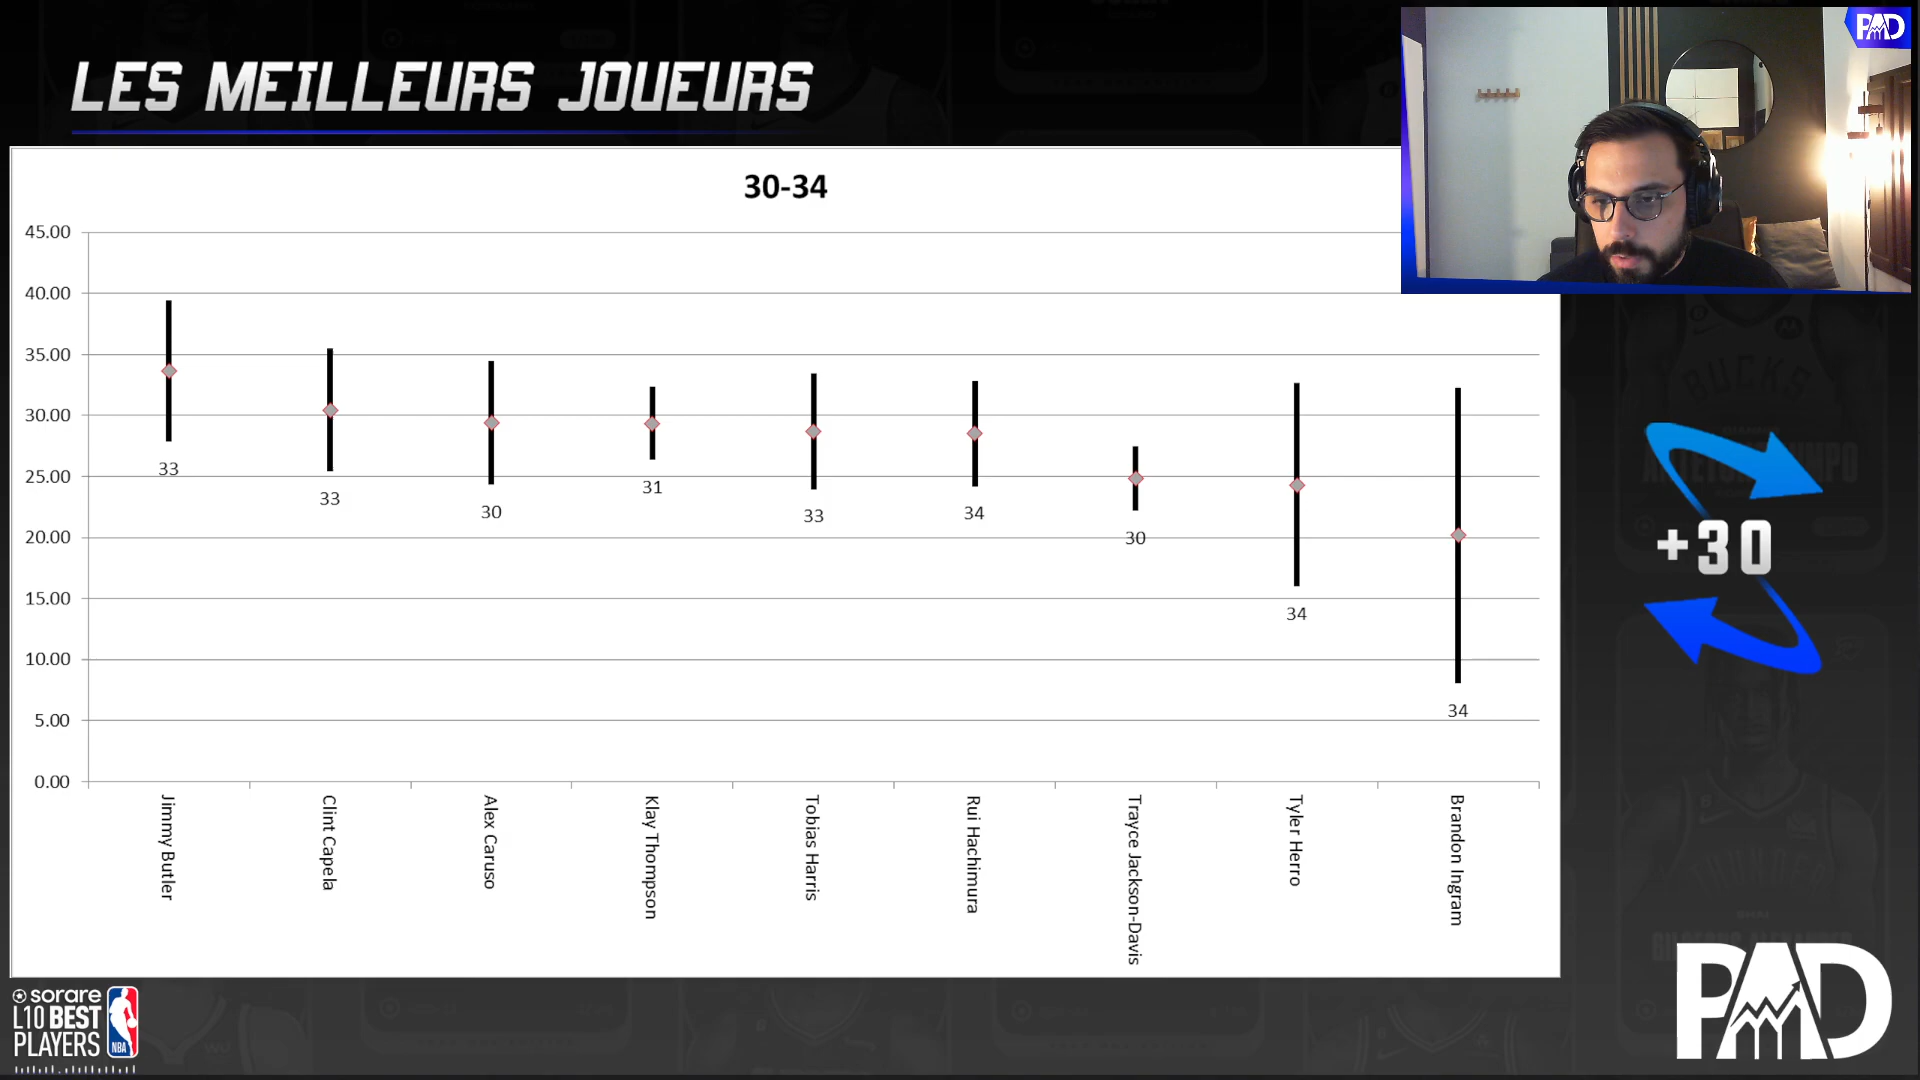 LES MEILLEURS JOUEURS
PAD
30-34
45.00
40.00
35.00
30.00
25.00
20.00
15.00
10.00
5.00
0.00
33
33
30
31
33
34
30
34
34
Jimmy Butler
Clint Capela
Alex Caruso
Klay Thompson
Tobias Harris
Rui Hachimura
Trayce Jackson-Davis
Tyler Herro
Brandon Ingram
+30
BUCKS
THUNDER
sorare
L10 BEST
PLAYERS
NBA
PAD